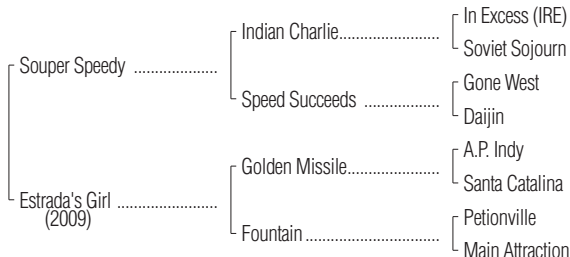 In Excess (IRE)
Indian Charlie....................
Soviet Sojourn
Souper Speedy .................
Gone West
Speed Succeeds ................
Daijin
A.P. Indy
Golden Missile...................
Santa Catalina
Estrada's Girl ....................
(2009)
Petionville
Fountain............................
Main Attraction